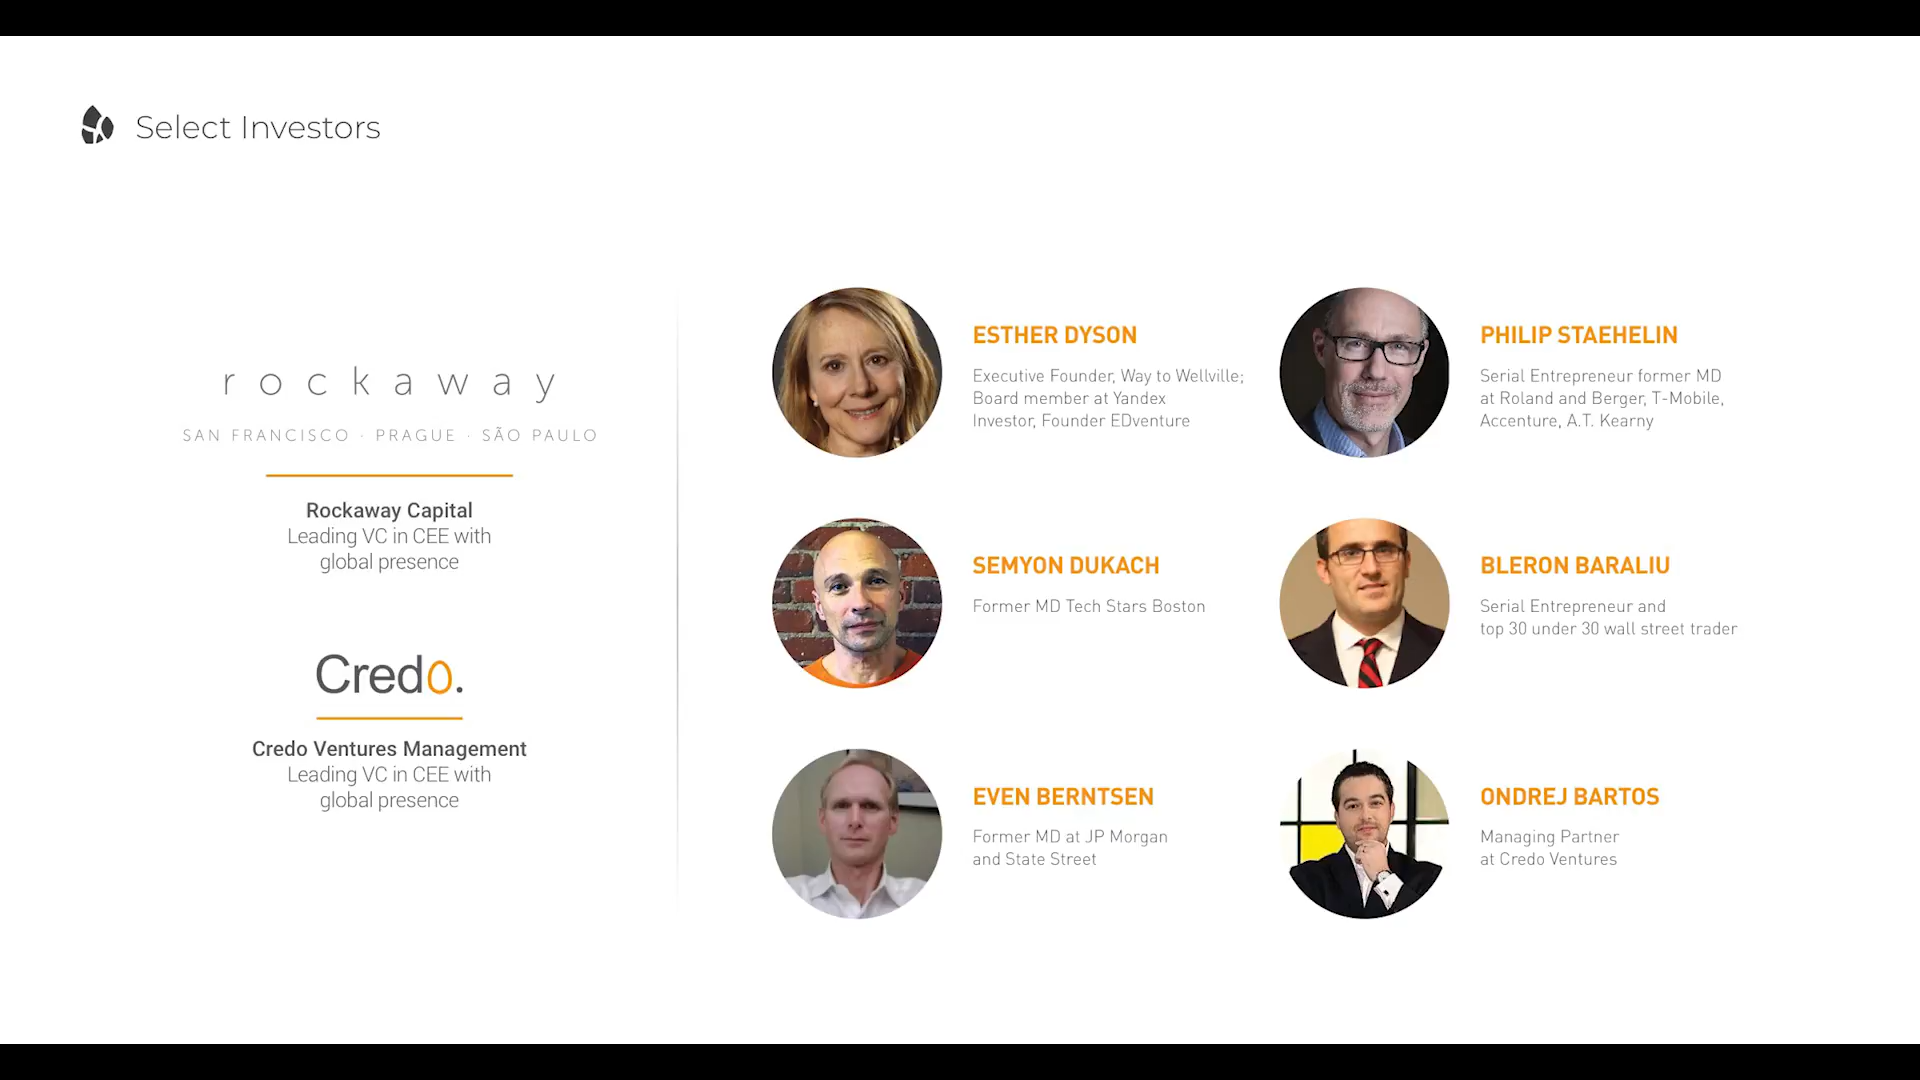 Select Investors
rockaway
SAN FRANCISCO · PRAGUE · SÃO PAULO
Rockaway Capital
Leading VC in CEE with
global presence
Credo.
Credo Ventures Management
Leading VC in CEE with
global presence
ESTHER DYSON
Executive Founder, Way to Wellville;
Board member at Yandex
Investor, Founder EDventure
PHILIP STAEHELIN
Serial Entrepreneur former MD
at Roland and Berger, T-Mobile,
Accenture, A.T. Kearny
SEMYON DUKACH
Former MD Tech Stars Boston
BLERON BARALIU
Serial Entrepreneur and
top 30 under 30 wall street trader
EVEN BERNTSEN
Former MD at JP Morgan
and State Street
ONDREJ BARTOS
Managing Partner
at Credo Ventures